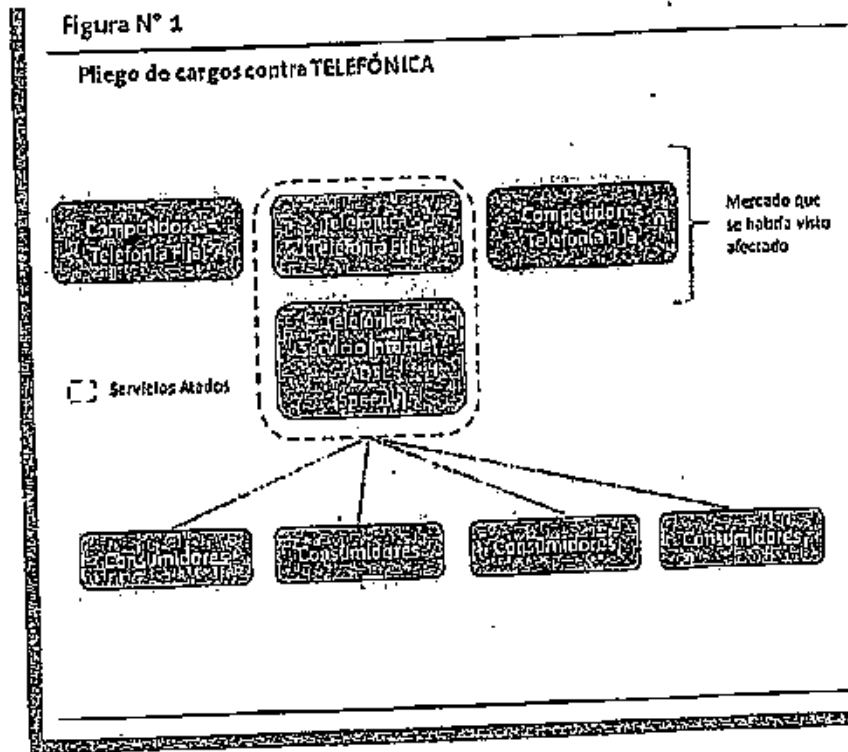 Figura N° 1
Pliego de cargos contra TELEFÓNICA
Competidores
Telefonía Fija
Telefónica
Telefonía Fija
Competidores
Telefonía Fija
Mercado que
se habría visto
afectado
Telefónica
Servicio Internet
Servicios Atados
Consumidores
Consumidores
Consumidores
Consumidores